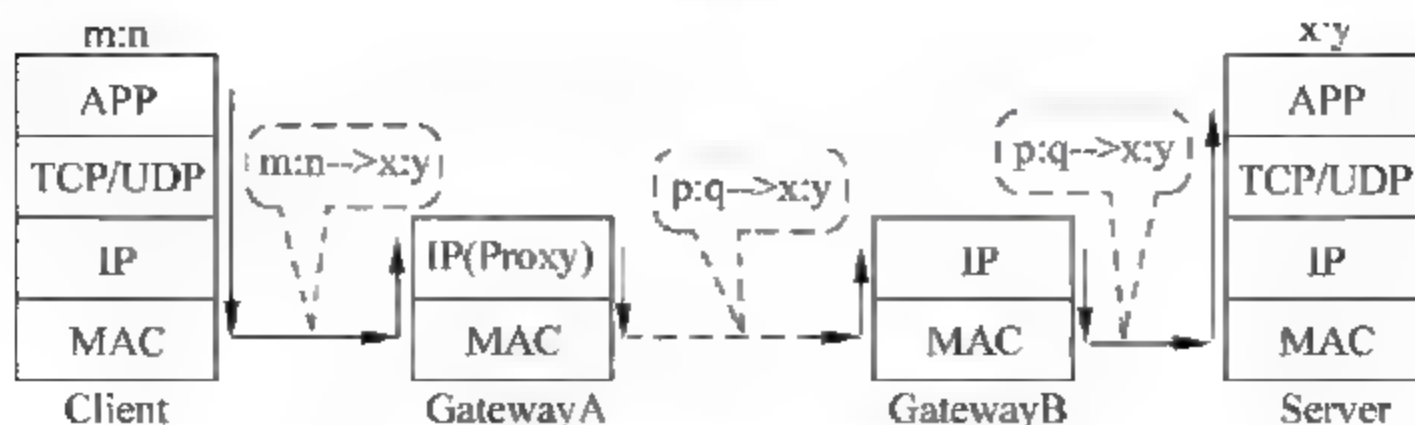 m:n
x:y
APP
TCP/UDP
IP
MAC
Client
m:n-->x:y
IP(Proxy)
MAC
GatewayA
p:q-->x:y
IP
MAC
GatewayB
p:q-->x:y
APP
TCP/UDP
IP
MAC
Server